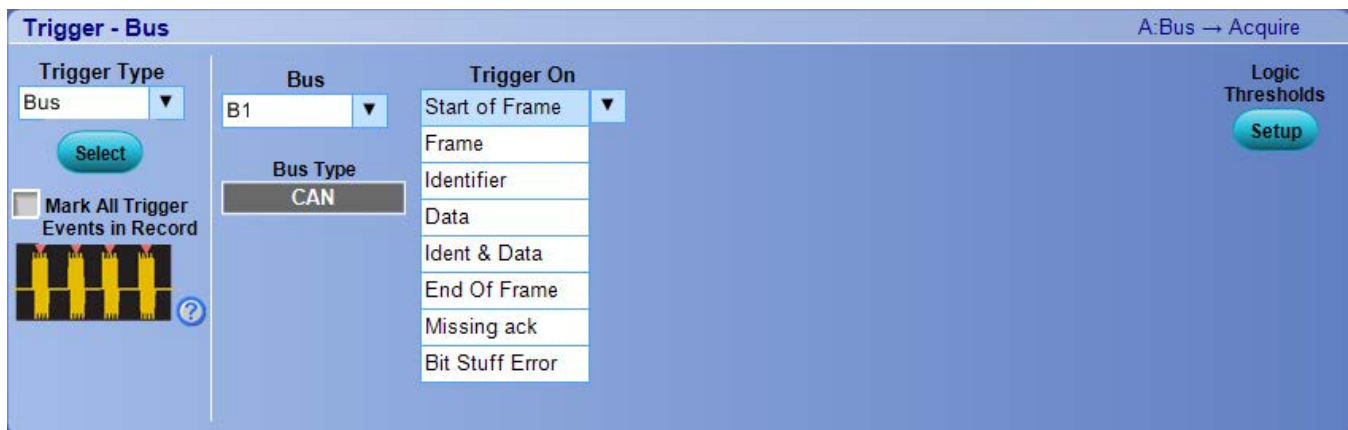 Trigger - Bus
A:Bus → Acquire
Trigger Type
Bus
Select
Mark All Trigger
Events in Record
?
Bus
B1
Bus Type
CAN
Trigger On
Start of Frame
Frame
Identifier
Data
Ident & Data
End Of Frame
Missing ack
Bit Stuff Error
Logic
Thresholds
Setup